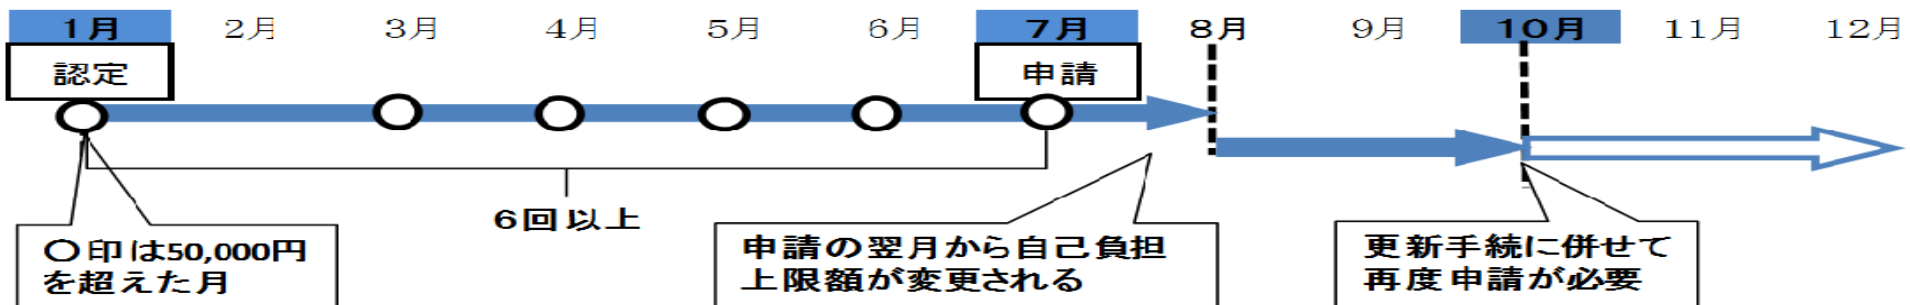 1月 2月 3月 4月 5月 6月 7月 8月 9月 10月 11月 12月
認定
申請
6回以上
〇印は50,000円
を超えた月
申請の翌月から自己負担
上限額が変更される
更新手続に併せて
再度申請が必要